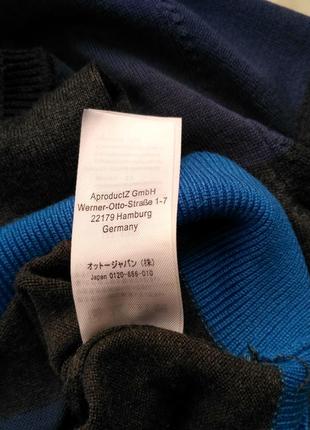 AproductZ GmbH
Werner-Otto-Straße 1-7
22179 Hamburg
Germany
オットージャパン (株)
Japan 0120-666-010